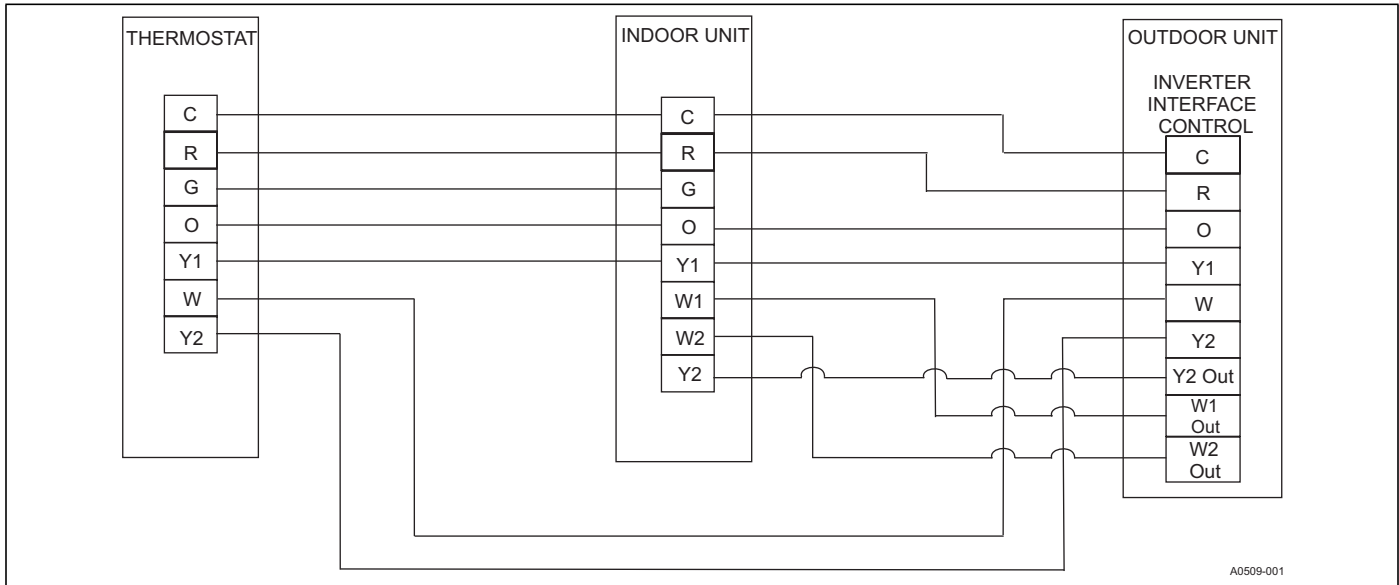 THERMOSTAT
C
R
G
O
Y1
W
Y2
INDOOR UNIT
C
R
G
O
Y1
W1
W2
Y2
OUTDOOR UNIT
INVERTER
INTERFACE
CONTROL
C
R
O
Y1
W
Y2
Y2 Out
W1
Out
W2
Out
A0509-001